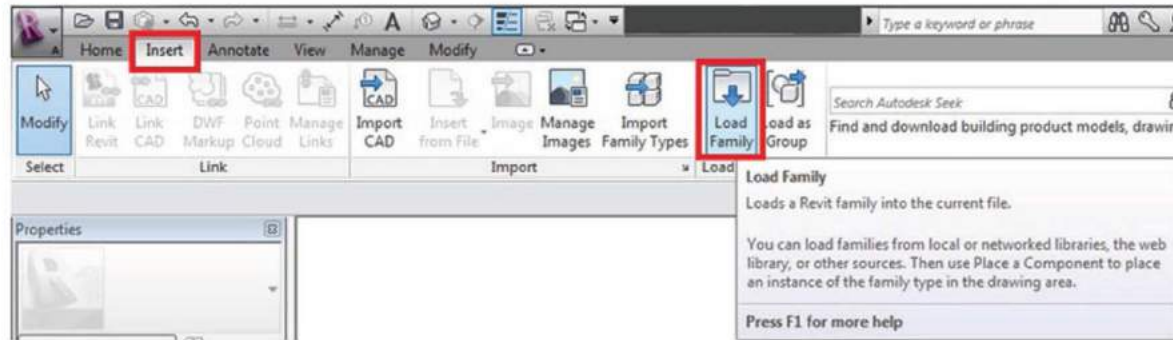 Type a keyword or phrase
Home Insert Annotate View Manage Modify
Modify
Link Revit
Link CAD
DWF Markup
Point Cloud
Manage Links
Import CAD
Insert from File
Image
Manage Images
Import Family Types
Load Family
Load as Group
Search Autodesk Seek
Find and download building product models,
Select
Link
Import
Load
Load Family
Loads a Revit family into the current file.
You can load families from local or networked libraries, the web
library, or other sources. Then use Place a Component to place
an instance of the family type in the drawing area.
Press F1 for more help
Properties